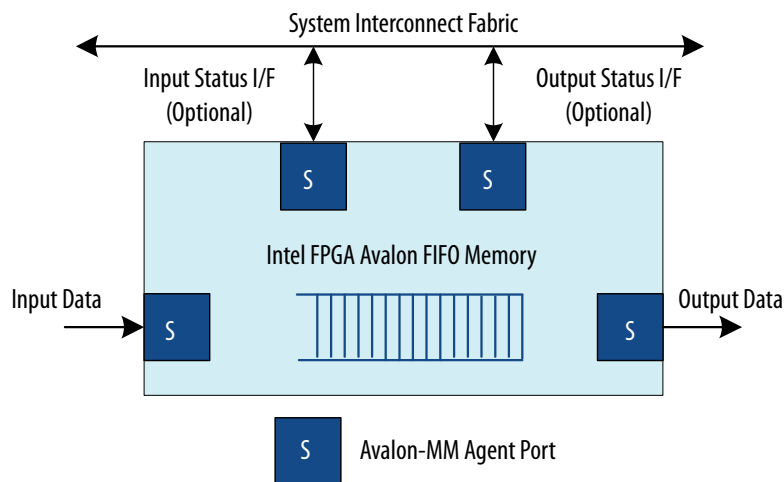 System Interconnect Fabric
Input Status I/F
(Optional)
Output Status I/F
(Optional)
S
S
Intel FPGA Avalon FIFO Memory
Input Data
S
S
Output Data
S
Avalon-MM Agent Port